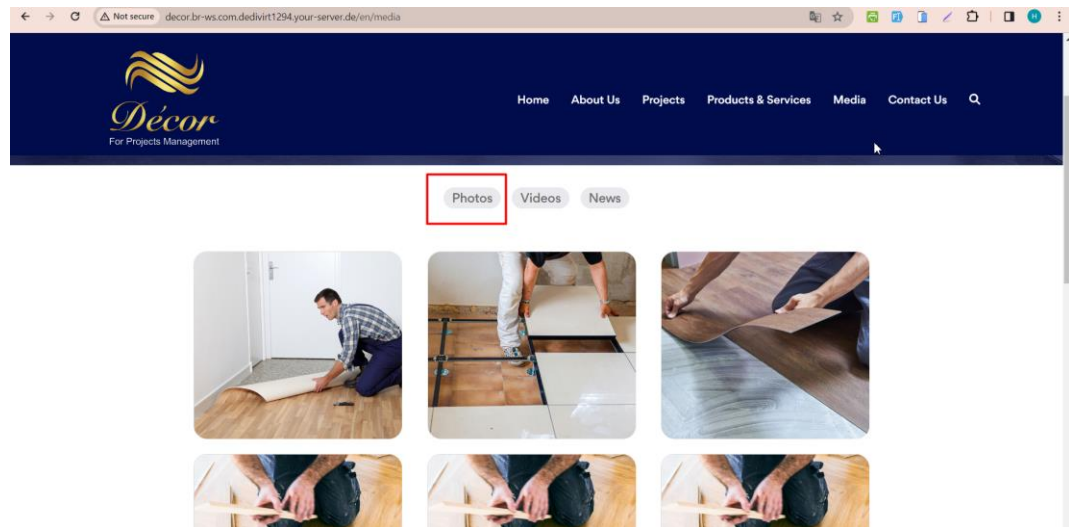 Not secure decor.br-ws.com.dedivirt1294.your-server.de/en/media
H
Décor
For Projects Management
Home About Us Projects Products & Services Media Contact Us
Photos Videos News